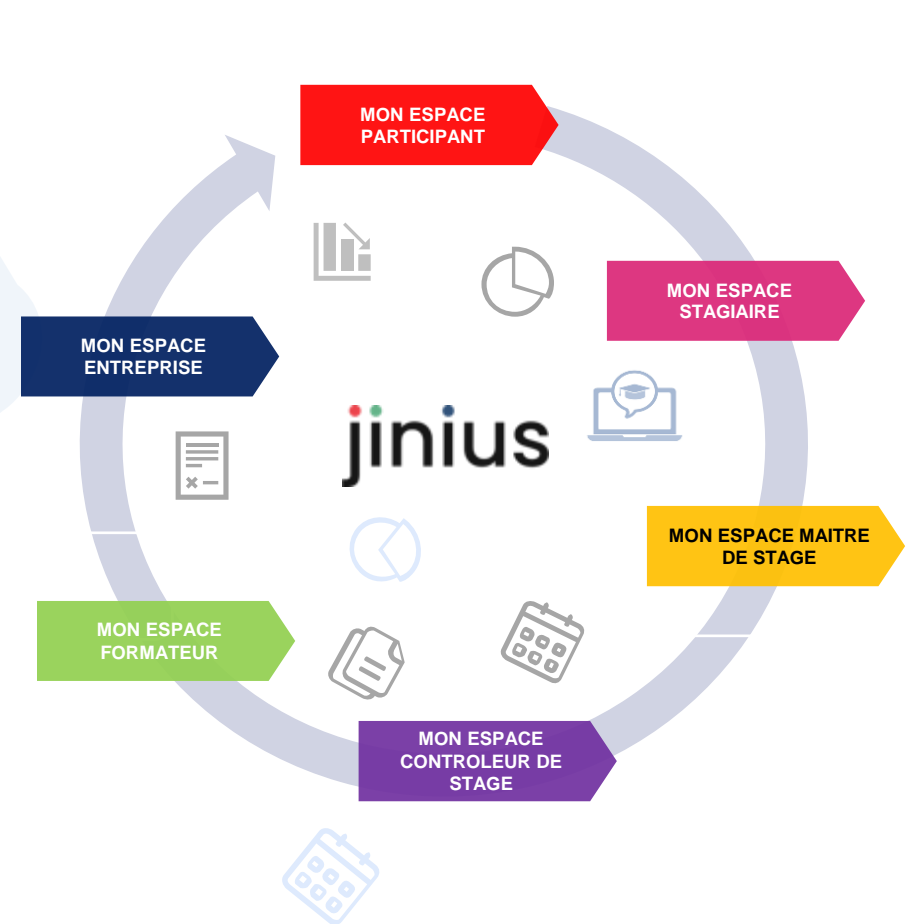 MON ESPACE
PARTICIPANT
MON ESPACE
STAGIAIRE
MON ESPACE
ENTREPRISE
jinius
MON ESPACE MAITRE
DE STAGE
MON ESPACE
FORMATEUR
MON ESPACE
CONTROLEUR DE
STAGE